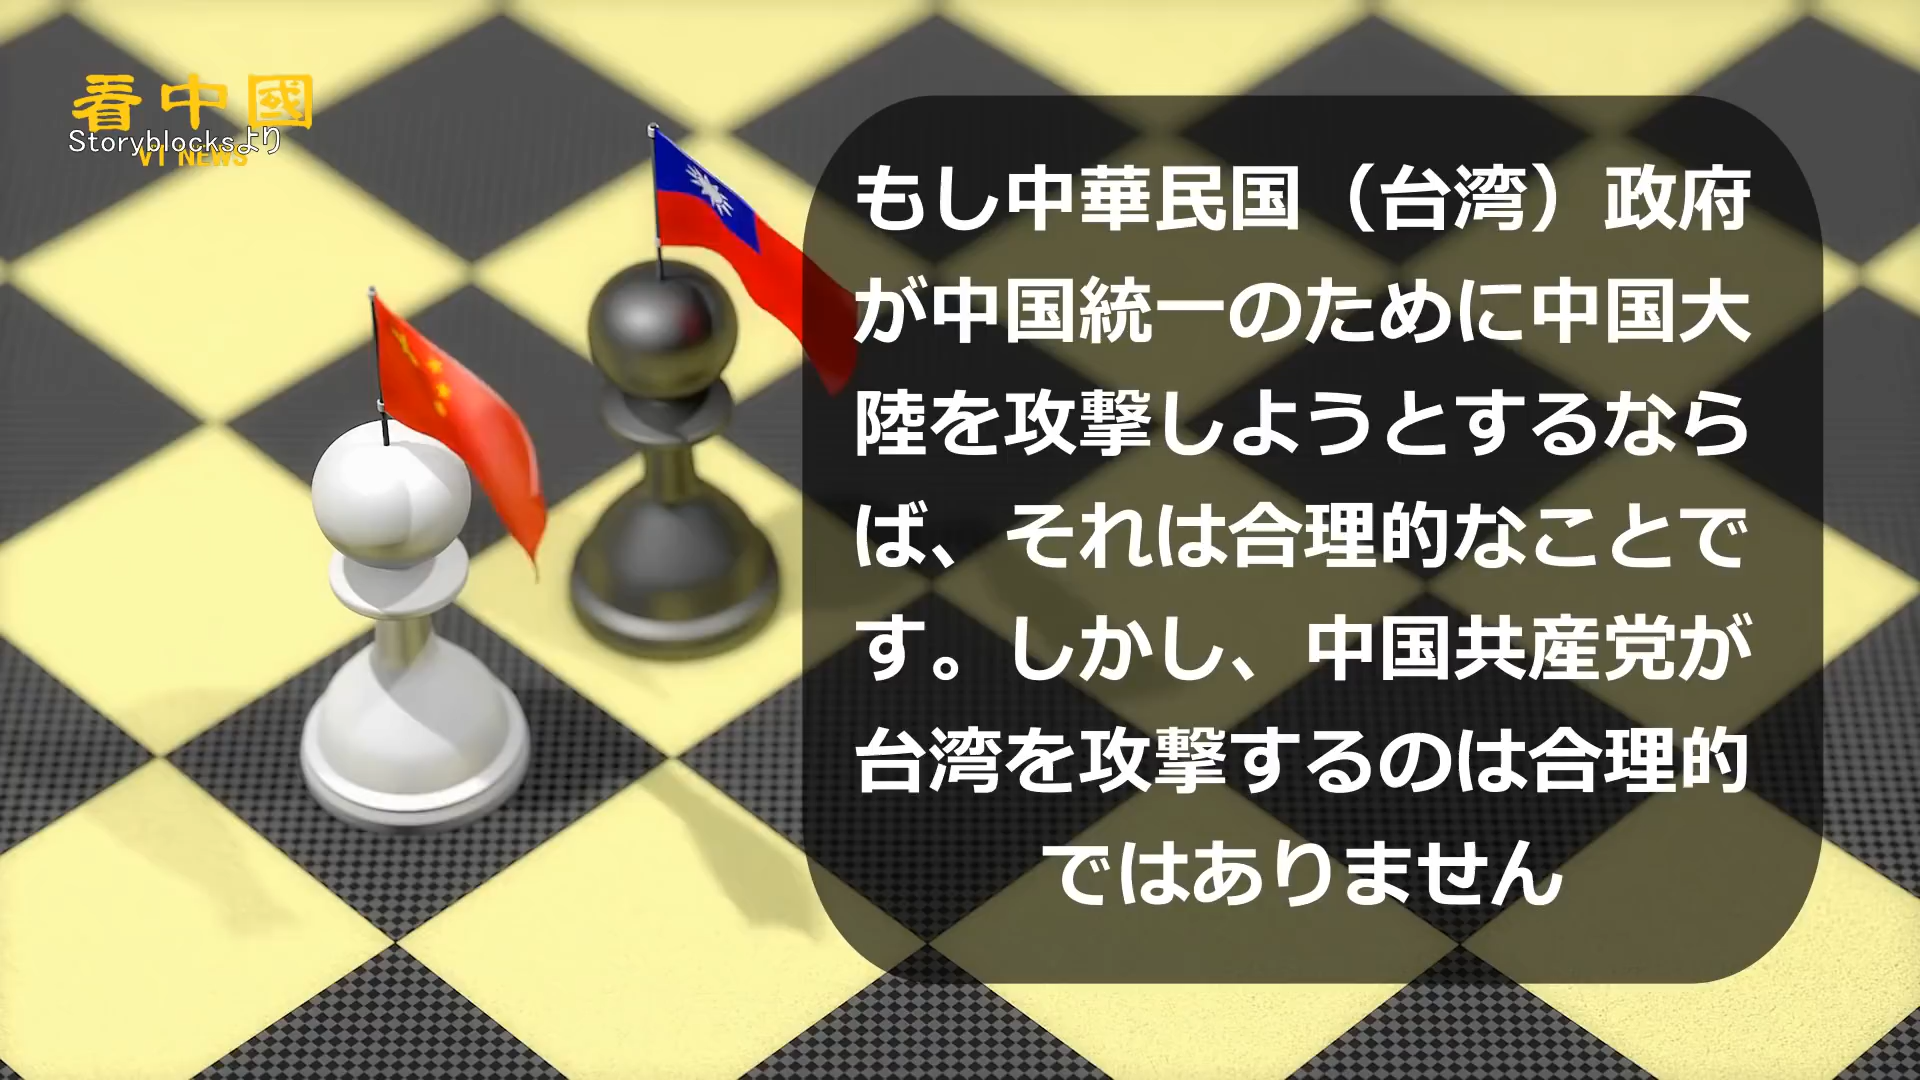 看中國
Storyblocksより
VT NEWS
もし中華民国（台湾）政府
が中国統一のために中国大
陸を攻撃しようとするなら
ば、それは合理的なことで
す。しかし、中国共産党が
台湾を攻撃するのは合理的
ではありません